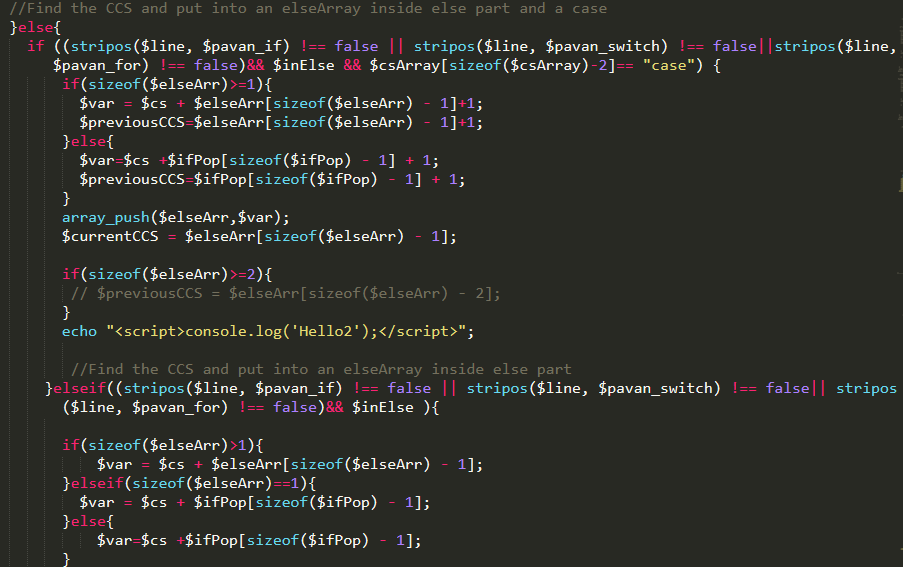 //Find the CCS and put into an elseArray inside else part and a case
}else{
if ((stripos($line, $pavan_if) !== false || stripos($line, $pavan_switch) !== false||stripos($line,
$pavan_for) !== false)&& $inElse && $csArray[sizeof($csArray)-2]== "case") {
if(sizeof($elseArr)>=1){
$var = $cs + $elseArr[sizeof($elseArr) - 1]+1;
$previousCCS=$elseArr[sizeof($elseArr) - 1]+1;
}else{
$var=$cs +$ifPop[sizeof($ifPop) - 1] + 1;
$previousCCS=$ifPop[sizeof($ifPop) - 1] + 1;
}
array_push($elseArr,$var);
$currentCCS = $elseArr[sizeof($elseArr) - 1];
if(sizeof($elseArr)>=2){
// $previousCCS = $elseArr[sizeof($elseArr) - 2];
}
echo "<script>console.log('Hello2');</script>";
//Find the CCS and put into an elseArray inside else part
}elseif((stripos($line, $pavan_if) !== false || stripos($line, $pavan_switch) !== false|| stripos
($line, $pavan_for) !== false)&& $inElse ){
if(sizeof($elseArr)>1){
$var = $cs + $elseArr[sizeof($elseArr) - 1];
}elseif(sizeof($elseArr)==1){
$var = $cs + $ifPop[sizeof($ifPop) - 1];
}else{
$var=$cs +$ifPop[sizeof($ifPop) - 1];
}